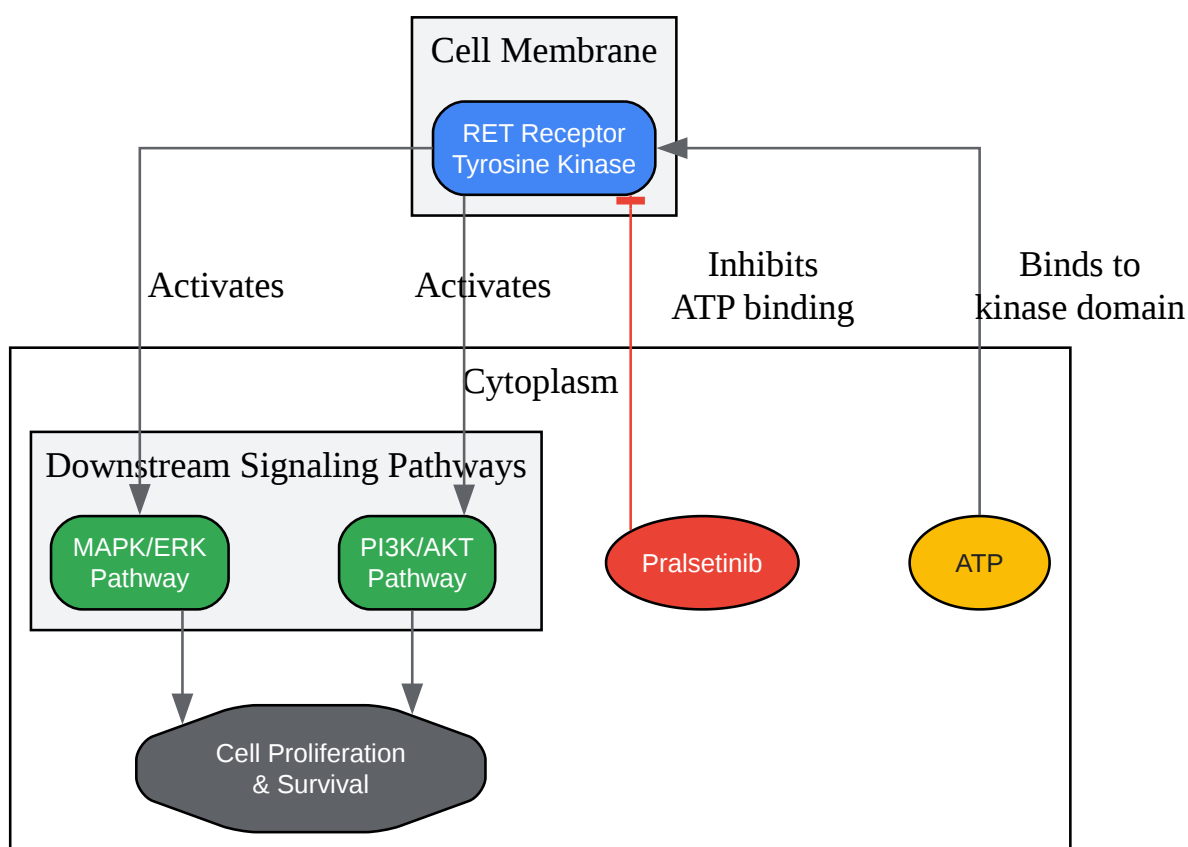 Cell Membrane
RET Receptor
Tyrosine Kinase
Activates
Activates
Inhibits
ATP binding
Binds to
kinase domain
Cytoplasm
Downstream Signaling Pathways
MAPK/ERK
Pathway
PI3K/AKT
Pathway
Pralsetinib
ATP
Cell Proliferation
& Survival